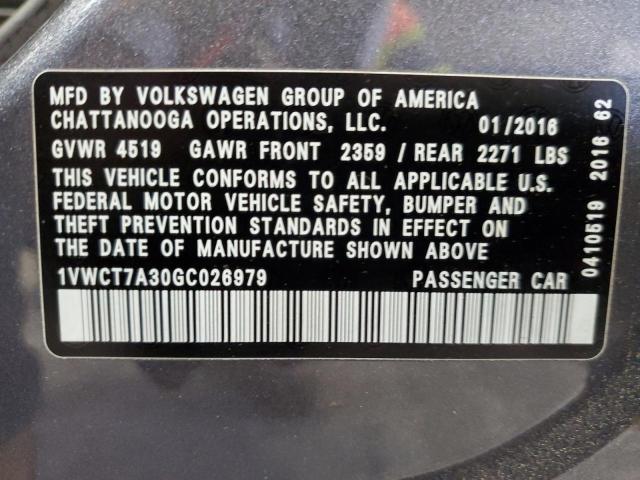 MFD BY VOLKSWAGEN GROUP OF AMERICA
CHATTANOOGA OPERATIONS, LLC. 01/2016
GVWR 4519 GAWR FRONT 2359 / REAR 2271 LBS
THIS VEHICLE CONFORMS TO ALL APPLICABLE U.S.
FEDERAL MOTOR VEHICLE SAFETY, BUMPER AND
THEFT PREVENTION STANDARDS IN EFFECT ON
THE DATE OF MANUFACTURE SHOWN ABOVE
1VWCT7A30GC026979 PASSENGER CAR
0410519 2016 62